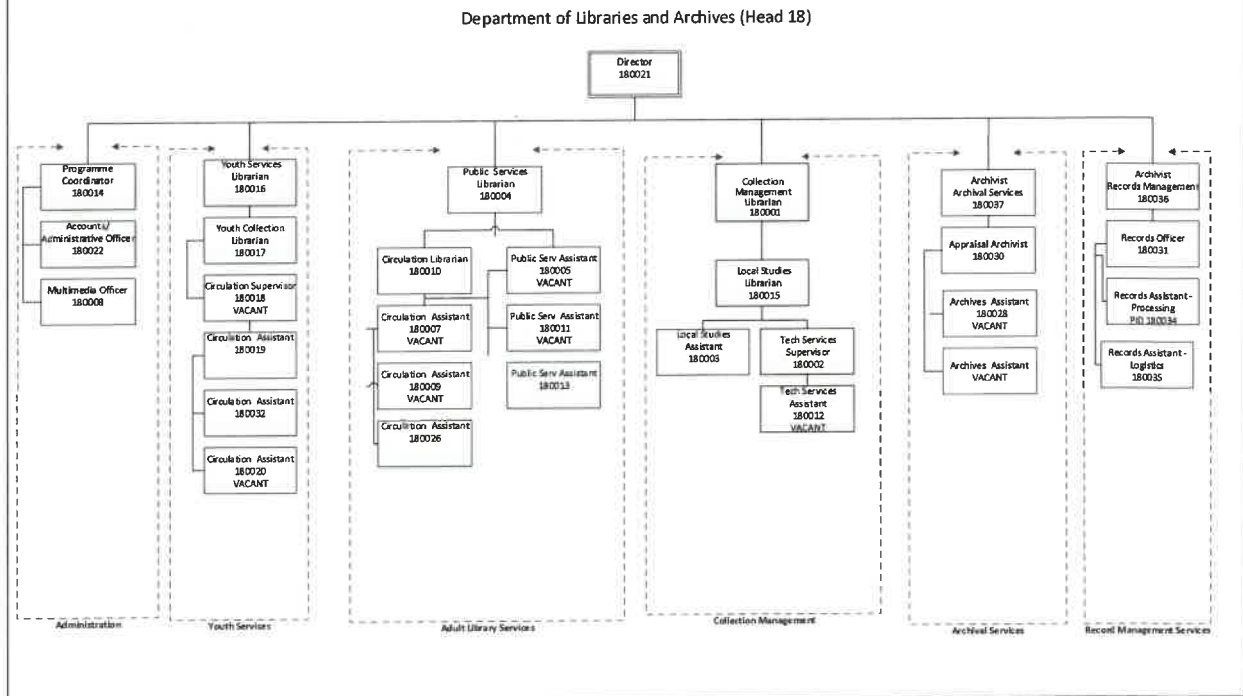 Department of Libraries and Archives (Head 18)
Director
180021
Programme
Coordinator
180014
Accounts/
Administrative Officer
180022
Multimedia Officer
180008
Administration
Youth Services
Librarian
180016
Youth Collection
Librarian
180017
Circulation Supervisor
180018
VACANT
Circulation Assistant
180019
Circulation Assistant
180032
Circulation Assistant
180020
VACANT
Youth Services
Public Services
Librarian
180004
Circulation Librarian
180010
Circulation Assistant
180007
VACANT
Circulation Assistant
180009
VACANT
Circulation Assistant
180026
Public Serv Assistant
180005
VACANT
Public Serv Assistant
180011
VACANT
Public Serv Assistant
180013
Adult Library Services
Collection
Management
Librarian
180001
Local Studies
Librarian
180015
Local Studies
Assistant
180003
Tech Services
Supervisor
180002
Tech Services
Assistant
180012
VACANT
Collection Management
Archivist
Archival Services
180037
Appraisal Archivist
180030
Archives Assistant
180028
VACANT
Archives Assistant
VACANT
Archival Services
Archivist
Records Management
180036
Records Officer
180031
Records Assistant -
Processing
PID 180034
Records Assistant -
Logistics
180035
Record Management Services